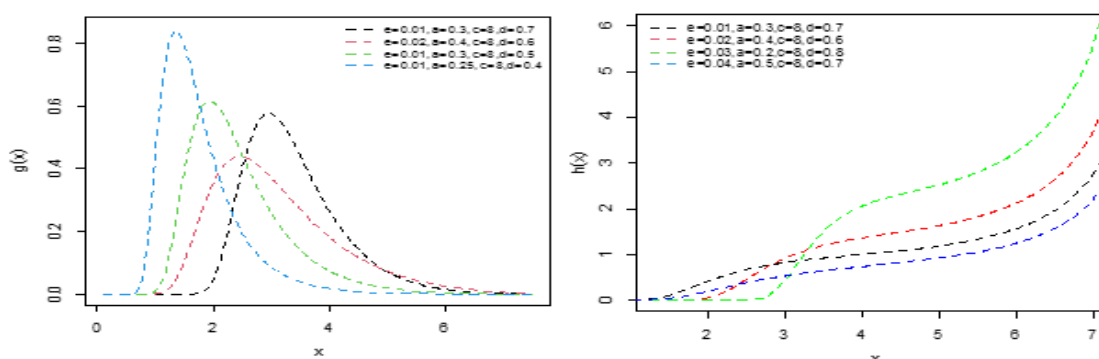 e=0.01,a=0.3,c=8,d=0.7
e=0.02,a=0.4,c=8,d=0.6
e=0.01,a=0.3,c=8,d=0.5
e=0.01,a=0.25,c=8,d=0.4
g(x)
0.0
0.2
0.4
0.6
0.8
0
2
4
6
x
e=0.01,a=0.3,c=8,d=0.7
e=0.02,a=0.4,c=8,d=0.6
e=0.03,a=0.2,c=8,d=0.8
e=0.04,a=0.5,c=8,d=0.7
h(x)
0
1
2
3
4
5
6
2
3
4
5
6
7
x